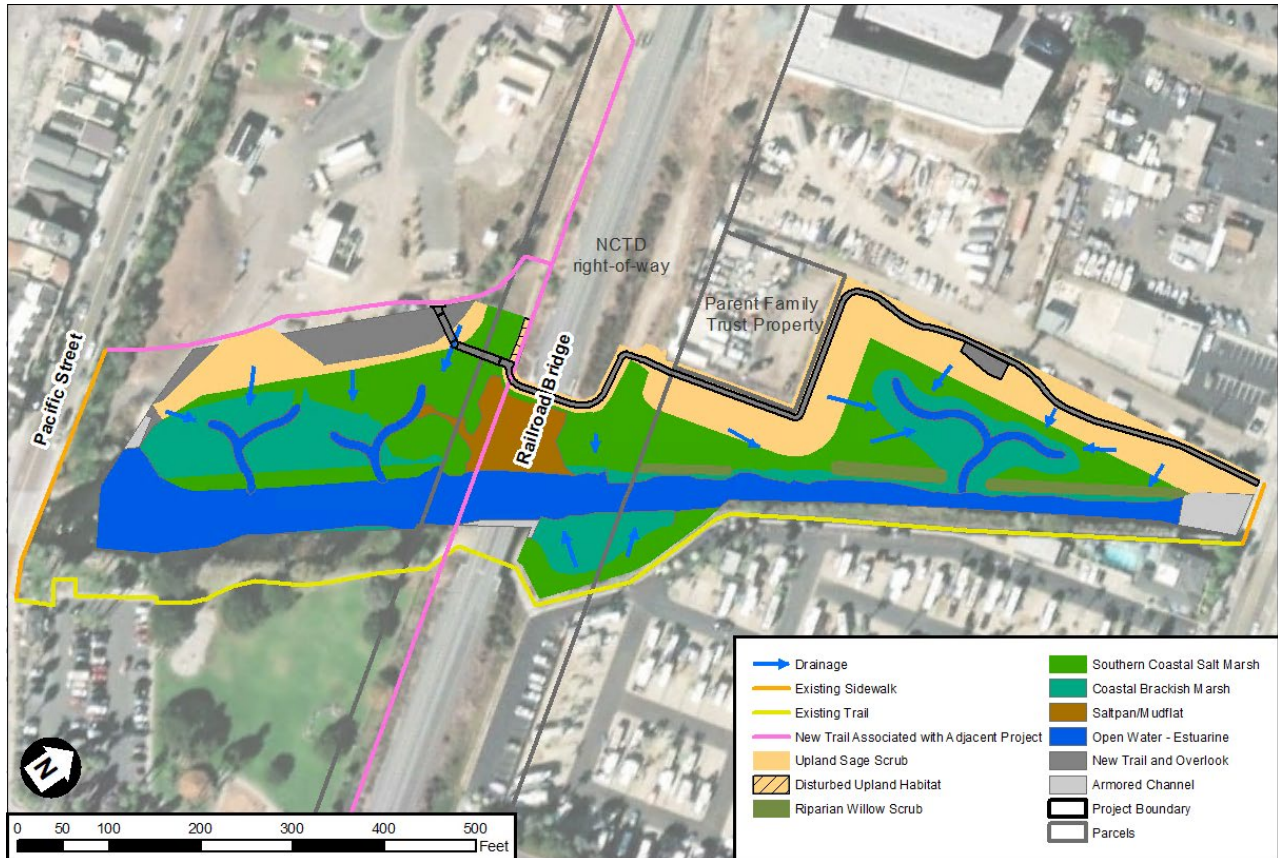 NCTD
right-of-way
Parent Family
Trust Property
Pacific Street
Railroad Bridge
N
0 50 100 200 300 400 500
Feet
Drainage
Existing Sidewalk
Existing Trail
New Trail Associated with Adjacent Project
Upland Sage Scrub
Disturbed Upland Habitat
Riparian Willow Scrub
Southern Coastal Salt Marsh
Coastal Brackish Marsh
Saltpan/Mudflat
Open Water - Estuarine
New Trail and Overlook
Armored Channel
Project Boundary
Parcels